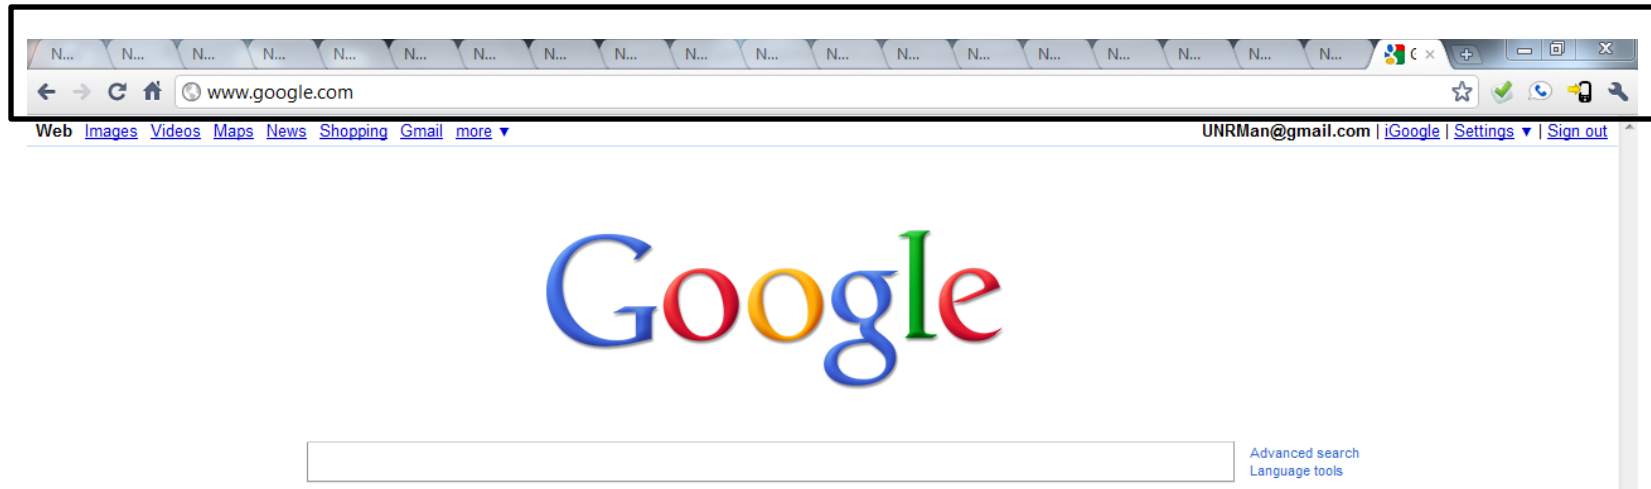 N... N... N... N... N... N... N... N... N... N... N... N... N... N... N... N... N... N... N...
www.google.com
Web Images Videos Maps News Shopping Gmail more ▼ UNRMan@gmail.com | iGoogle | Settings ▼ | Sign out
Google
Advanced search
Language tools